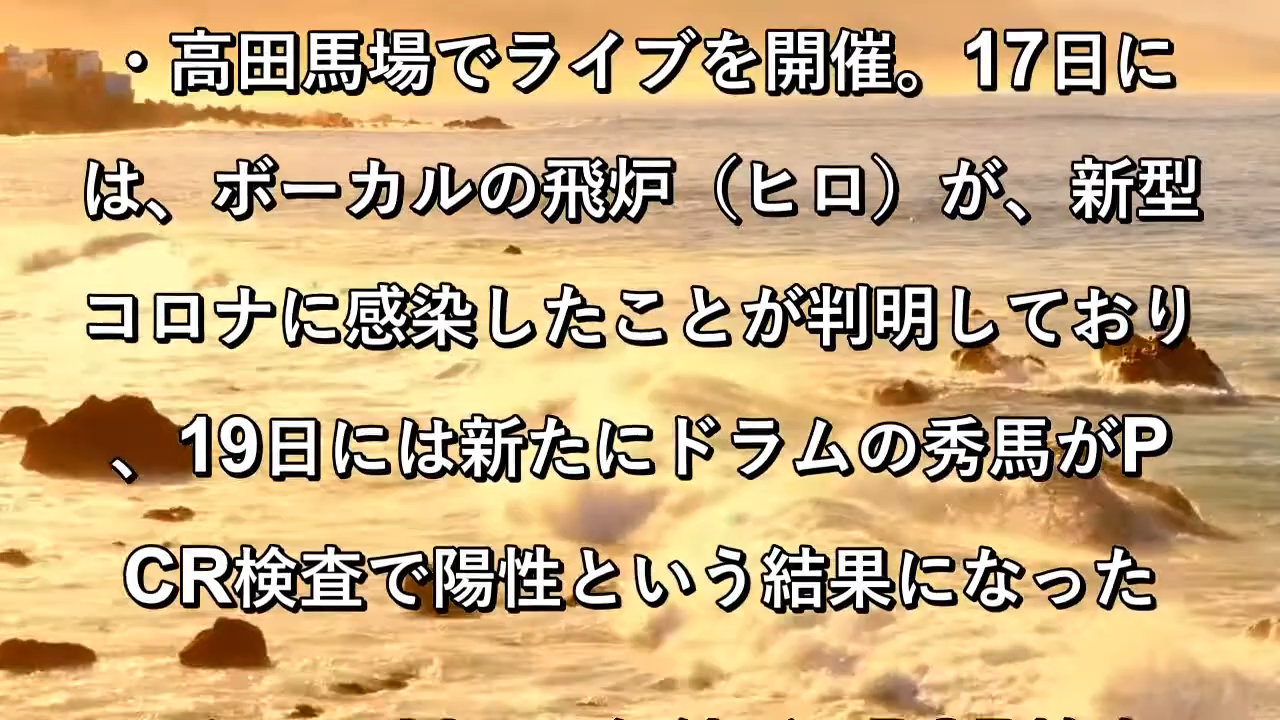 ・高田馬場でライブを開催。17日に
は、ボーカルの飛炉（ヒロ）が、新型
コロナに感染したことが判明しており
、19日には新たにドラムの秀馬がP
CR検査で陽性という結果になった